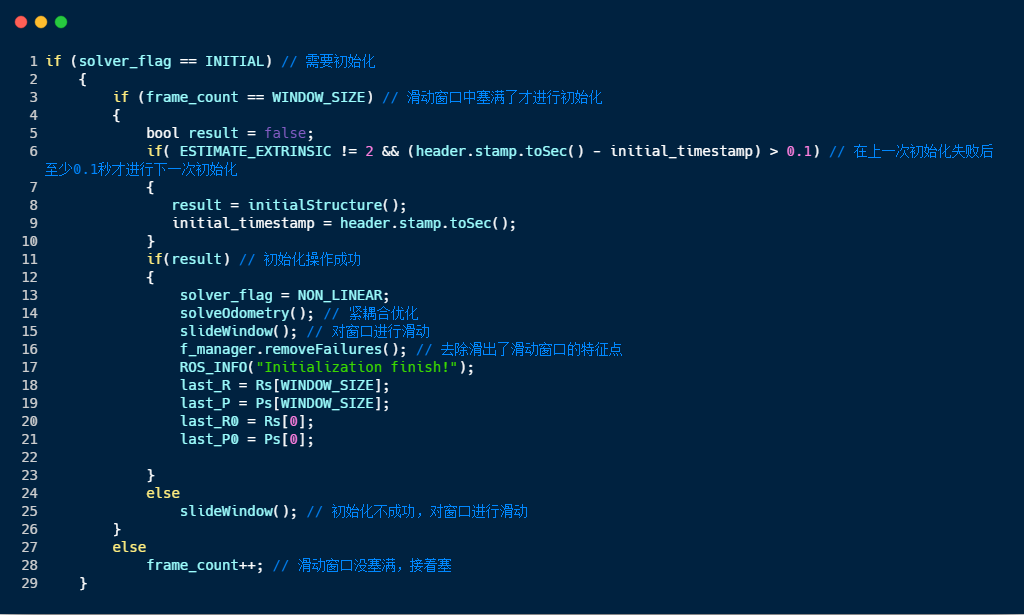 1 if (solver_flag == INITIAL) // 需要初始化
2     {
3         if (frame_count == WINDOW_SIZE) // 滑动窗口中塞满了才进行初始化
4         {
5             bool result = false;
6             if( ESTIMATE_EXTRINSIC != 2 && (header.stamp.toSec() - initial_timestamp) > 0.1) // 在上一次初始化失败后
至少0.1秒才进行下一次初始化
7             {
8                result = initialStructure();
9                initial_timestamp = header.stamp.toSec();
10             }
11             if(result) // 初始化操作成功
12             {
13                 solver_flag = NON_LINEAR;
14                 solveOdometry(); // 紧耦合优化
15                 slideWindow(); // 对窗口进行滑动
16                 f_manager.removeFailures(); // 去除滑出了滑动窗口的特征点
17                 ROS_INFO("Initialization finish!");
18                 last_R = Rs[WINDOW_SIZE];
19                 last_P = Ps[WINDOW_SIZE];
20                 last_R0 = Rs[0];
21                 last_P0 = Ps[0];
22
23             }
24             else
25                 slideWindow(); // 初始化不成功，对窗口进行滑动
26         }
27         else
28             frame_count++; // 滑动窗口没塞满，接着塞
29     }